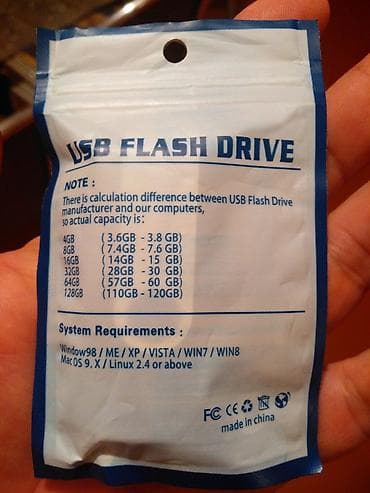 USB FLASH DRIVE
NOTE :
There is calculation difference between USB Flash Drive
manufacturer and our computers,
so actual capacity is:
4GB (3.6GB - 3.8 GB)
8GB (7.4GB - 7.6 GB)
16GB (14GB - 15 GB)
32GB (28GB - 30 GB)
64GB (57GB - 60 GB)
128GB (110GB - 120GB)
System Requirements :
Window98 / ME / XP / VISTA / WIN7 / WIN8
Mac OS 9. X / Linux 2.4 or above
FC CE
made in china